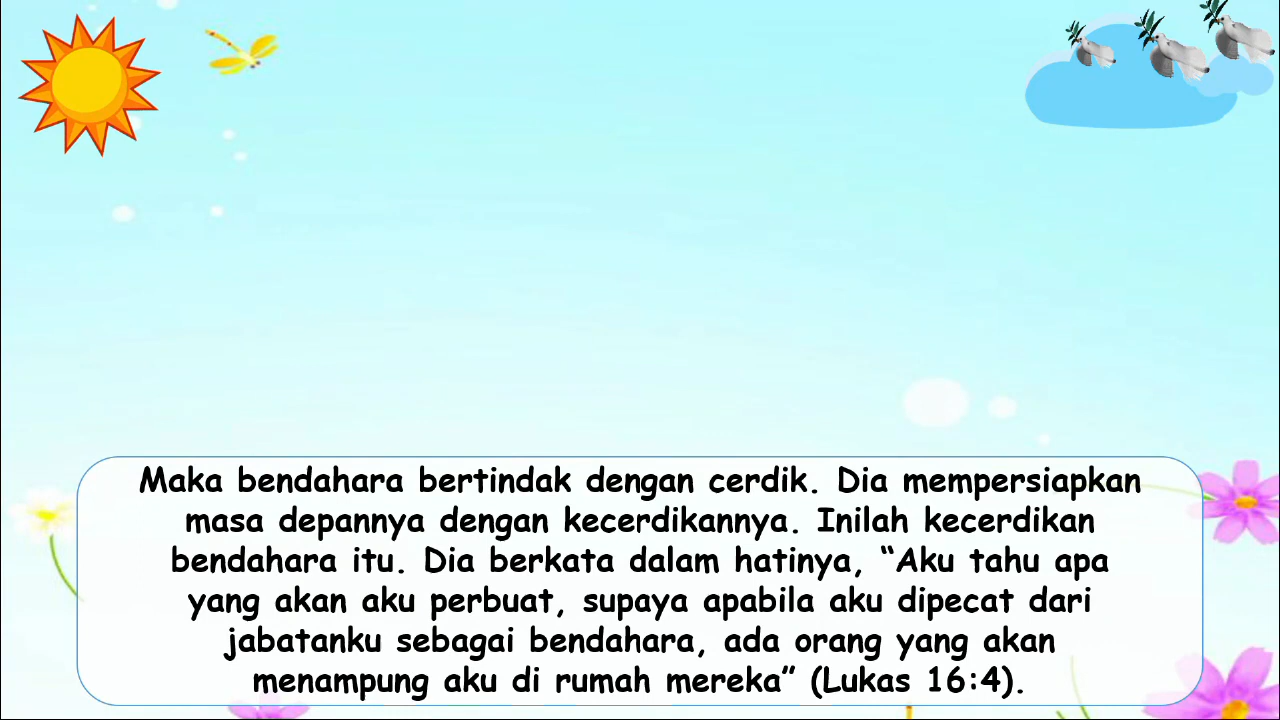 Maka bendahara bertindak dengan cerdik. Dia mempersiapkan
masa depannya dengan kecerdikannya. Inilah kecerdikan
bendahara itu. Dia berkata dalam hatinya, “Aku tahu apa
yang akan aku perbuat, supaya apabila aku dipecat dari
jabatanku sebagai bendahara, ada orang yang akan
menampung aku di rumah mereka” (Lukas 16:4).